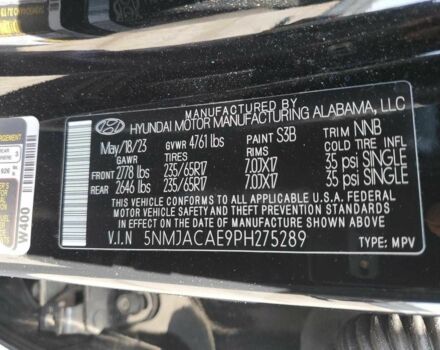 MANUFACTURED BY
HYUNDAI MOTOR MANUFACTURING ALABAMA, LLC
May/18/23 GVWR 4761 lbs PAINT S3B TRIM NNB
GAWR TIRES RIMS COLD TIRE INFL
FRONT 2778 lbs 235/65R17 7.0JX17 35 psi SINGLE
REAR 2646 lbs 235/65R17 7.0JX17 35 psi SINGLE
THIS VEHICLE CONFORMS TO ALL APPLICABLE U.S.A. FEDERAL
MOTOR VEHICLE SAFETY AND THEFT PREVENTION STANDARDS
IN EFFECT ON THE DATE OF MANUFACTURE SHOWN ABOVE.
V.I.N 5NMJACAE9PH275289 TYPE: MPV
W400
926